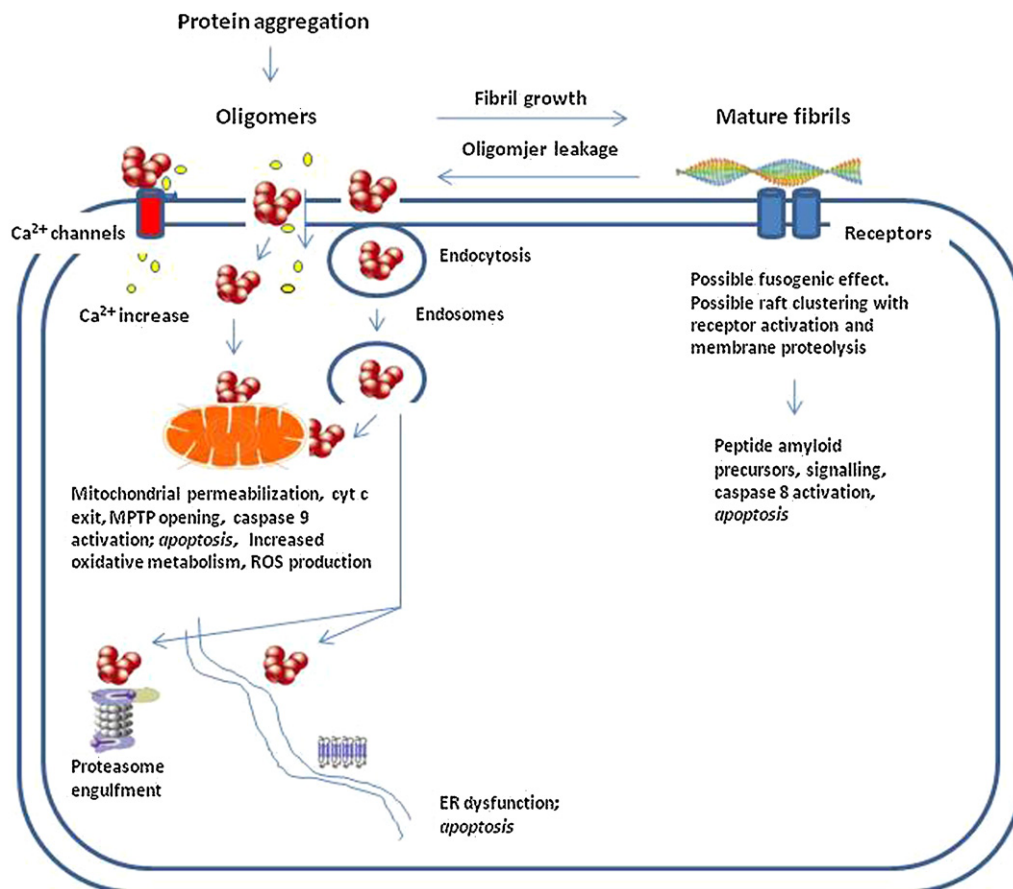 Protein aggregation
Oligomers
Fibril growth
Mature fibrils
Oligomjer leakage
Ca2+ channels
Receptors
Endocytosis
Ca2+ increase
Endosomes
Possible fusogenic effect.
Possible raft clustering with
receptor activation and
membrane proteolysis
Peptide amyloid
precursors, signalling,
caspase 8 activation,
apoptosis
Mitochondrial permeabilization, cyt c
exit, MPTP opening, caspase 9
activation; apoptosis, Increased
oxidative metabolism, ROS production
Proteasome
engulfment
ER dysfunction;
apoptosis